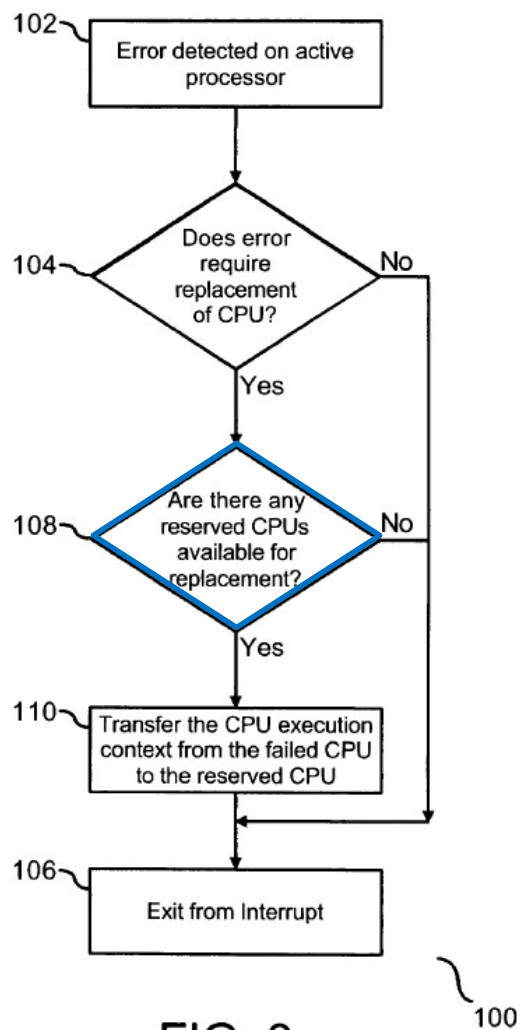 102
Error detected on active
processor
104
Does error
require
replacement
of CPU?
No
Yes
108
Are there any
reserved CPUs
available for
replacement?
No
Yes
110
Transfer the CPU execution
context from the failed CPU
to the reserved CPU
106
Exit from Interrupt
100